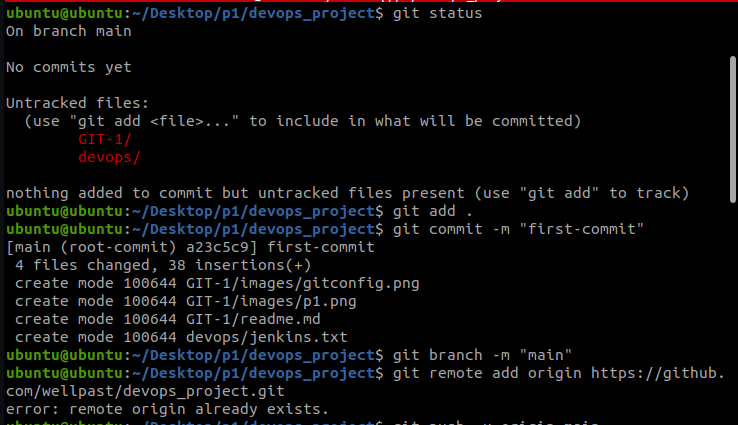 ubuntu@ubuntu:~/Desktop/p1/devops_project$ git status
On branch main
No commits yet
Untracked files:
  (use "git add <file>..." to include in what will be committed)
        GIT-1/
        devops/
nothing added to commit but untracked files present (use "git add" to track)
ubuntu@ubuntu:~/Desktop/p1/devops_project$ git add .
ubuntu@ubuntu:~/Desktop/p1/devops_project$ git commit -m "first-commit"
[main (root-commit) a23c5c9] first-commit
 4 files changed, 38 insertions(+)
 create mode 100644 GIT-1/images/gitconfig.png
 create mode 100644 GIT-1/images/p1.png
 create mode 100644 GIT-1/readme.md
 create mode 100644 devops/jenkins.txt
ubuntu@ubuntu:~/Desktop/p1/devops_project$ git branch -m "main"
ubuntu@ubuntu:~/Desktop/p1/devops_project$ git remote add origin https://github.
com/wellpast/devops_project.git
error: remote origin already exists.
ubuntu@ubuntu:~/Desktop/p1/devops_project$